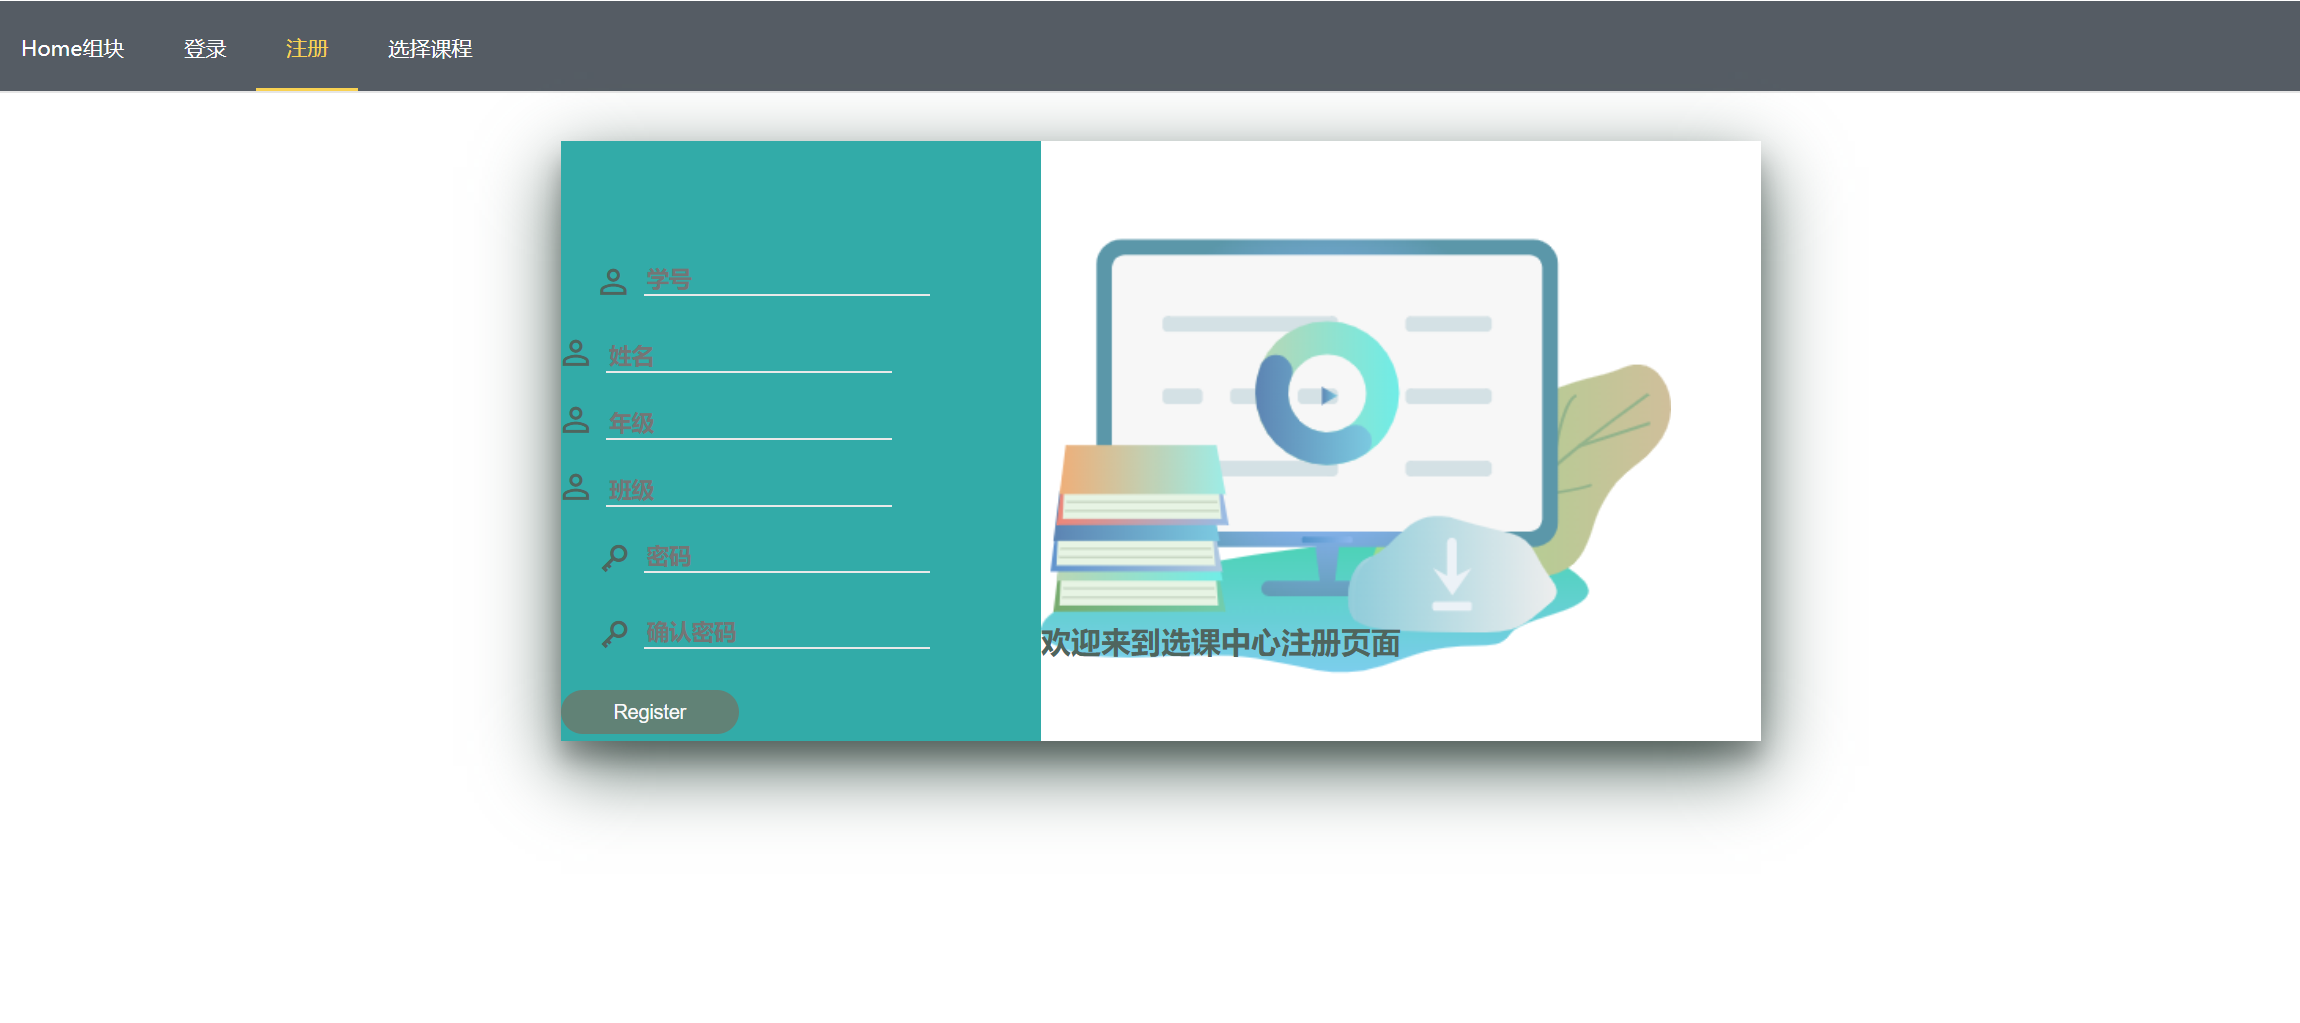 Home组块 登录 注册 选择课程
学号
姓名
年级
班级
密码
确认密码
Register
欢迎来到选课中心注册页面